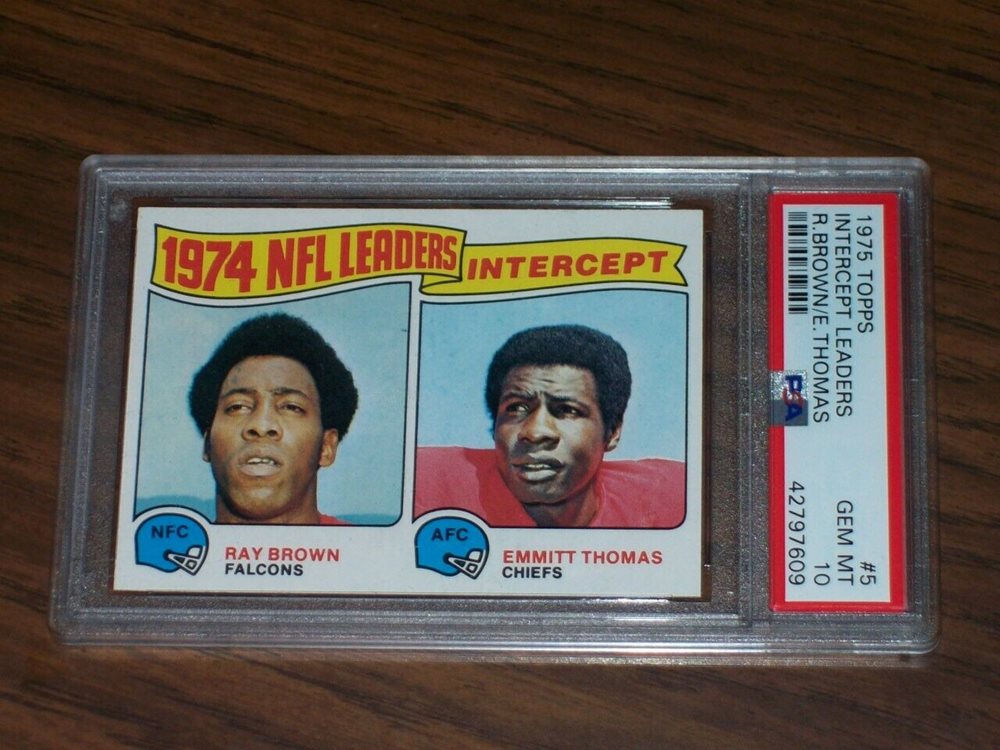 1974 NFL LEADERS
INTERCEPT
NFC
RAY BROWN
FALCONS
AFC
EMMITT THOMAS
CHIEFS
1975 TOPPS #5
INTERCEPT LEADERS GEM MT
R.BROWN/E.THOMAS 10
PSA 42797609